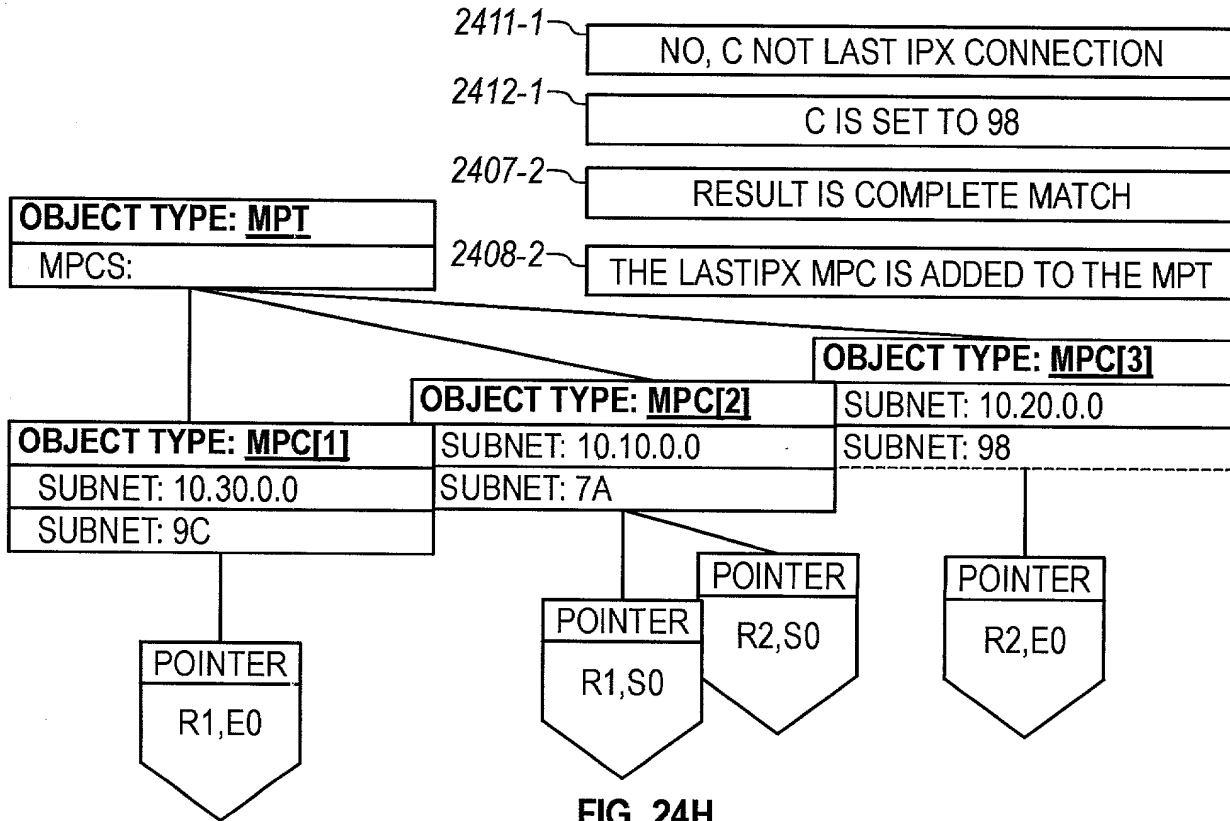 2411-1
NO, C NOT LAST IPX CONNECTION
2412-1
C IS SET TO 98
2407-2
RESULT IS COMPLETE MATCH
2408-2
THE LASTIPX MPC IS ADDED TO THE MPT
OBJECT TYPE: MPT
MPCS:
OBJECT TYPE: MPC[1]
SUBNET: 10.30.0.0
SUBNET: 9C
OBJECT TYPE: MPC[2]
SUBNET: 10.10.0.0
SUBNET: 7A
OBJECT TYPE: MPC[3]
SUBNET: 10.20.0.0
SUBNET: 98
POINTER
R1,E0
POINTER
R1,S0
POINTER
R2,S0
POINTER
R2,E0
FIG. 24H